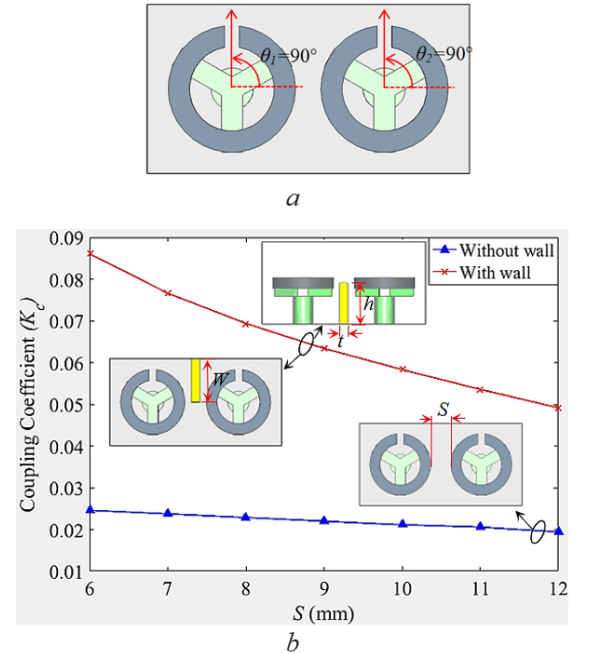 θ1=90°
θ2=90°
a
0.09
0.08
0.07
0.06
0.05
0.04
0.03
0.02
0.01
Coupling Coefficient (Kc)
Without wall
With wall
h
t
W
S
6 7 8 9 10 11 12
S (mm)
b